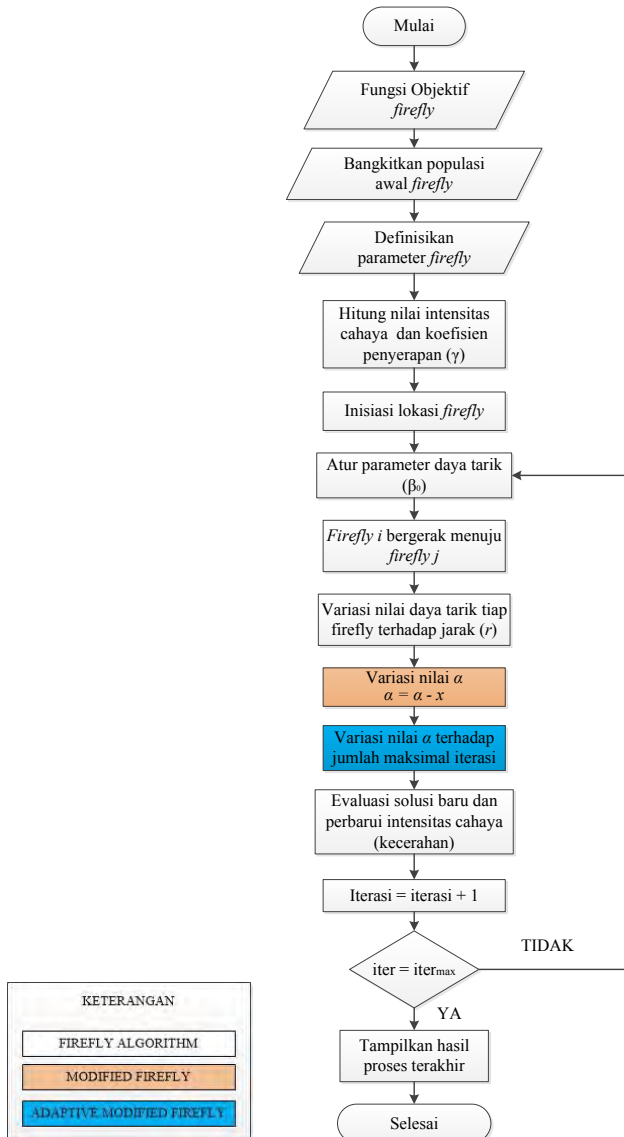 Mulai
Fungsi Objektif
firefly
Bangkitkan populasi
awal firefly
Definisikan
parameter firefly
Hitung nilai intensitas
cahaya dan koefisien
penyerapan (γ)
Inisiasi lokasi firefly
Atur parameter daya tarik
(β₀)
Firefly i bergerak menuju
firefly j
Variasi nilai daya tarik tiap
firefly terhadap jarak (r)
Variasi nilai α
α = α - x
Variasi nilai α terhadap
jumlah maksimal iterasi
Evaluasi solusi baru dan
perbarui intensitas cahaya
(kecerahan)
Iterasi = iterasi + 1
iter = itermax
TIDAK
YA
Tampilkan hasil
proses terakhir
Selesai
KETERANGAN
FIREFLY ALGORITHM
MODIFIED FIREFLY
ADAPTIVE MODIFIED FIREFLY